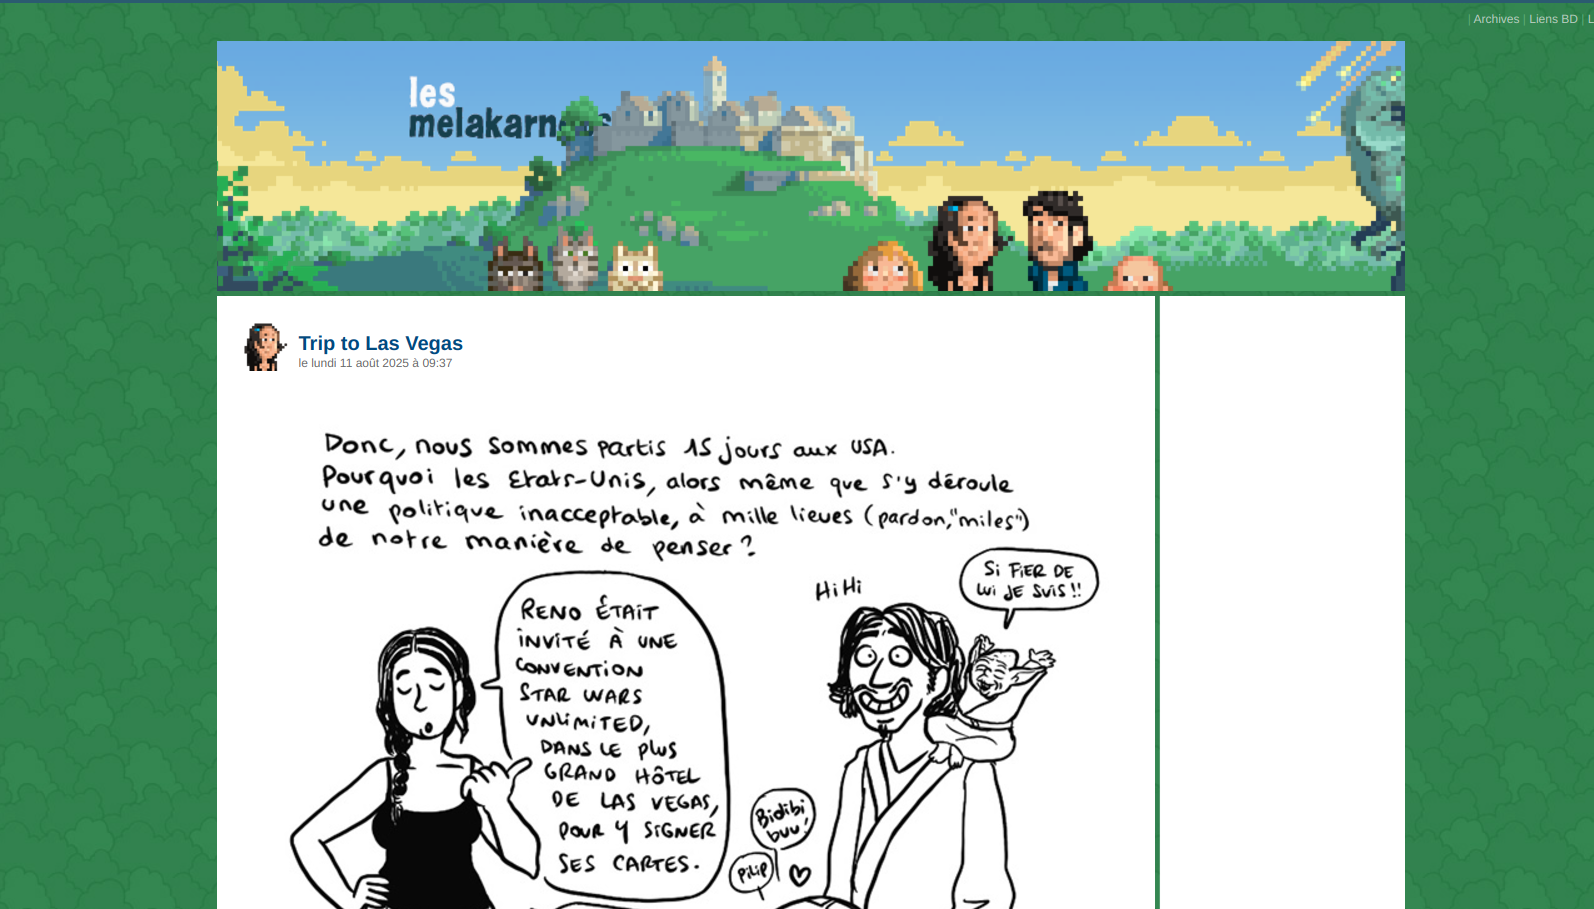 | Archives | Liens BD |
les
melakarn
Trip to Las Vegas
le lundi 11 août 2025 à 09:37
Donc, nous sommes partis 15 jours aux USA.
Pourquoi les Etats-Unis, alors même que s'y déroule
une politique inacceptable, à mille lieues (pardon,"miles")
de notre manière de penser?
SI FIER DE
LUI JE SUIS!!
HiHi
RENO ÉTAIT
INVITÉ À UNE
CONVENTION
STAR WARS
UNLIMITED,
DANS LE PLUS
GRAND HÔTEL
DE LAS VEGAS,
POUR Y SIGNER
SES CARTES.
Bidibi
buu!
PiLiP